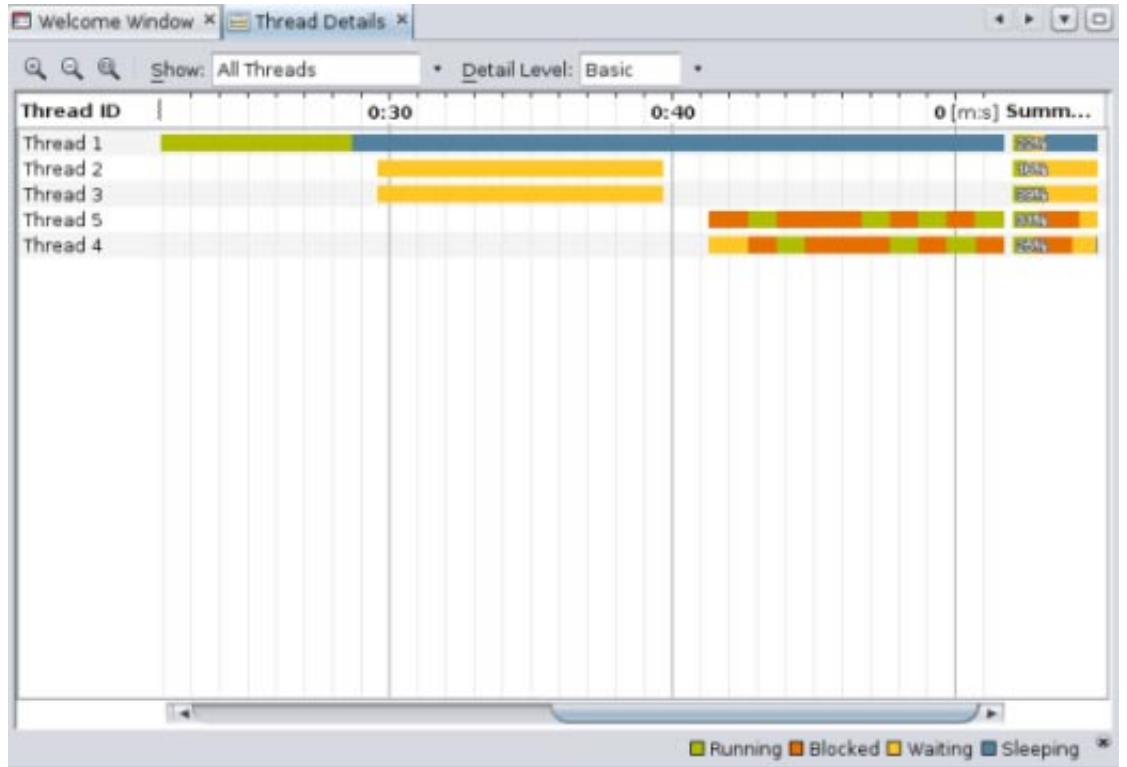 Welcome Window Thread Details
Show: All Threads Detail Level: Basic
Thread ID 0:30 0:40 0 [m:s] Summ...
Thread 1
Thread 2
Thread 3
Thread 5
Thread 4
Running Blocked Waiting Sleeping